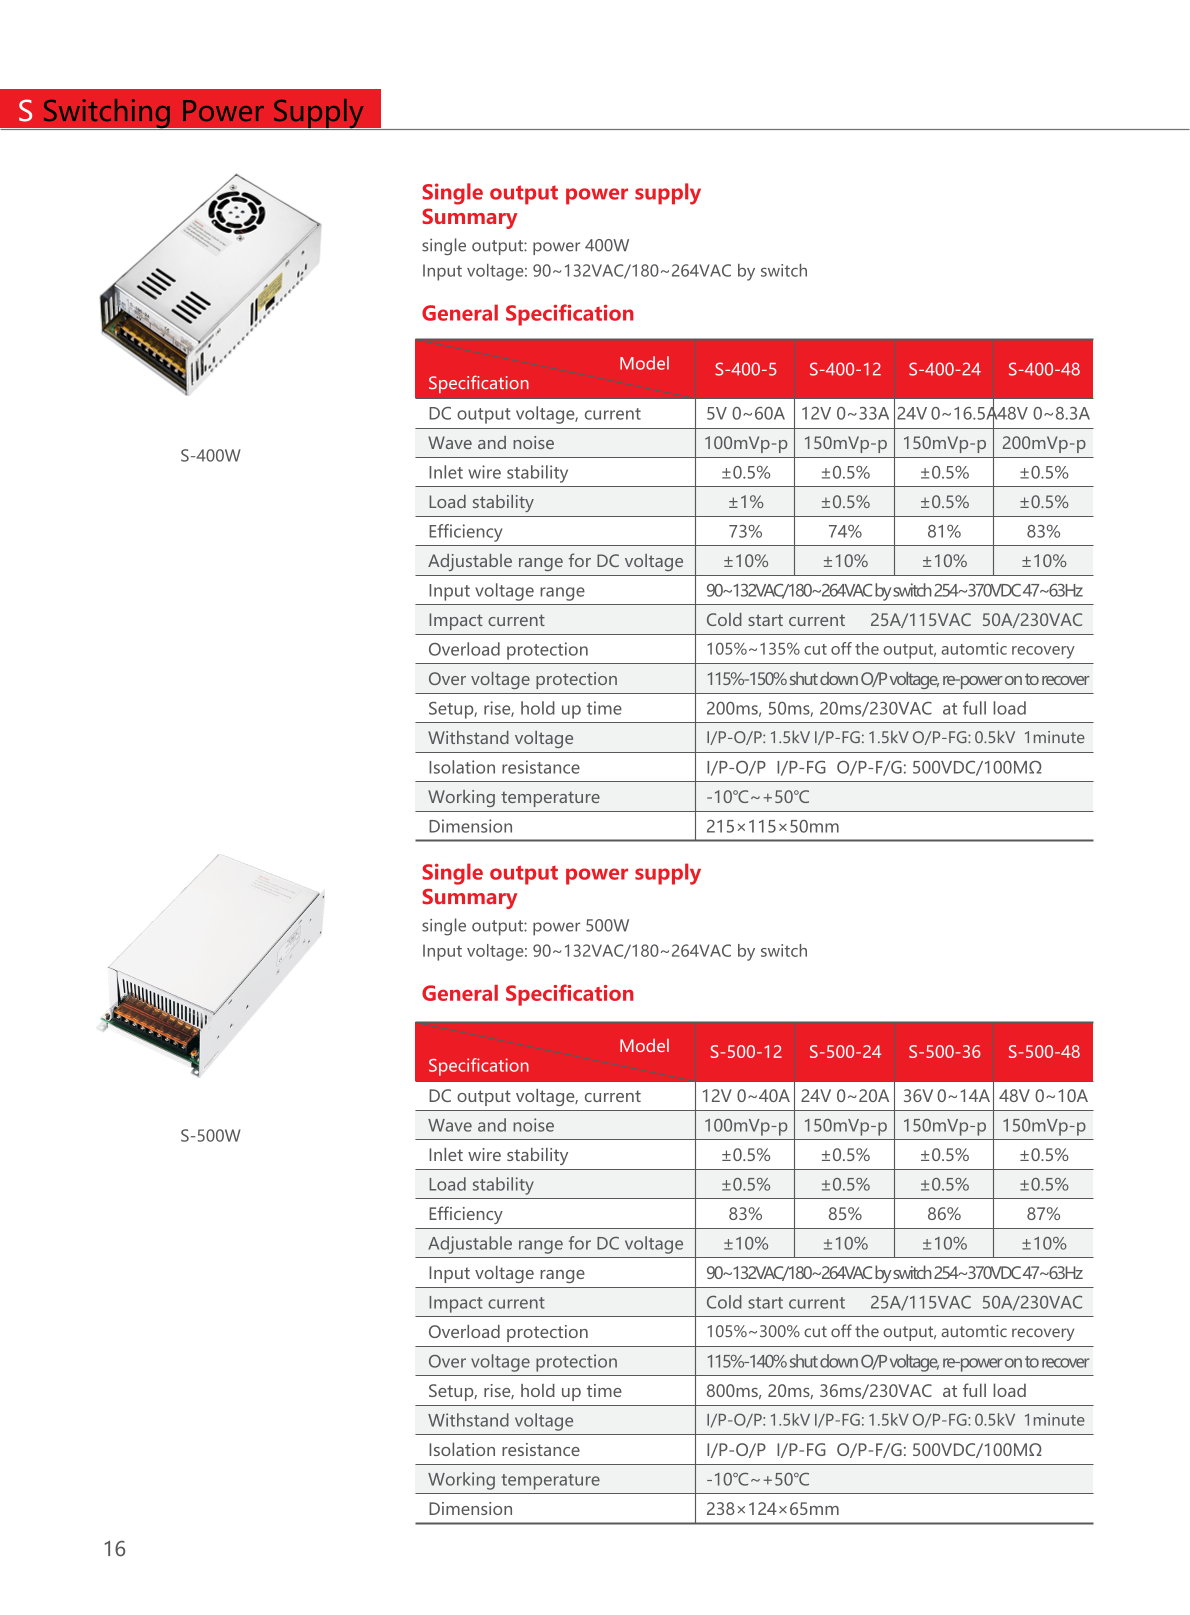 S Switching Power Supply
Single output power supply
Summary
single output: power 400W
Input voltage: 90~132VAC/180~264VAC by switch
General Specification
S-400W
Model
Specification
S-400-5 S-400-12 S-400-24 S-400-48
DC output voltage, current 5V 0~60A 12V 0~33A 24V 0~16.5A 48V 0~8.3A
Wave and noise 100mVp-p 150mVp-p 150mVp-p 200mVp-p
Inlet wire stability ±0.5% ±0.5% ±0.5% ±0.5%
Load stability ±1% ±0.5% ±0.5% ±0.5%
Efficiency 73% 74% 81% 83%
Adjustable range for DC voltage ±10% ±10% ±10% ±10%
Input voltage range 90~132VAC/180~264VAC by switch 254~370VDC 47~63Hz
Impact current Cold start current 25A/115VAC 50A/230VAC
Overload protection 105%~135% cut off the output, automtic recovery
Over voltage protection 115%-150% shut down O/P voltage, re-power on to recover
Setup, rise, hold up time 200ms, 50ms, 20ms/230VAC at full load
Withstand voltage I/P-O/P: 1.5kV I/P-FG: 1.5kV O/P-FG: 0.5kV 1minute
Isolation resistance I/P-O/P I/P-FG O/P-F/G: 500VDC/100MΩ
Working temperature -10℃~+50℃
Dimension 215×115×50mm
Single output power supply
Summary
single output: power 500W
Input voltage: 90~132VAC/180~264VAC by switch
General Specification
S-500W
Model
Specification
S-500-12 S-500-24 S-500-36 S-500-48
DC output voltage, current 12V 0~40A 24V 0~20A 36V 0~14A 48V 0~10A
Wave and noise 100mVp-p 150mVp-p 150mVp-p 150mVp-p
Inlet wire stability ±0.5% ±0.5% ±0.5% ±0.5%
Load stability ±0.5% ±0.5% ±0.5% ±0.5%
Efficiency 83% 85% 86% 87%
Adjustable range for DC voltage ±10% ±10% ±10% ±10%
Input voltage range 90~132VAC/180~264VAC by switch 254~370VDC 47~63Hz
Impact current Cold start current 25A/115VAC 50A/230VAC
Overload protection 105%~300% cut off the output, automtic recovery
Over voltage protection 115%-140% shut down O/P voltage, re-power on to recover
Setup, rise, hold up time 800ms, 20ms, 36ms/230VAC at full load
Withstand voltage I/P-O/P: 1.5kV I/P-FG: 1.5kV O/P-FG: 0.5kV 1minute
Isolation resistance I/P-O/P I/P-FG O/P-F/G: 500VDC/100MΩ
Working temperature -10℃~+50℃
Dimension 238×124×65mm
16